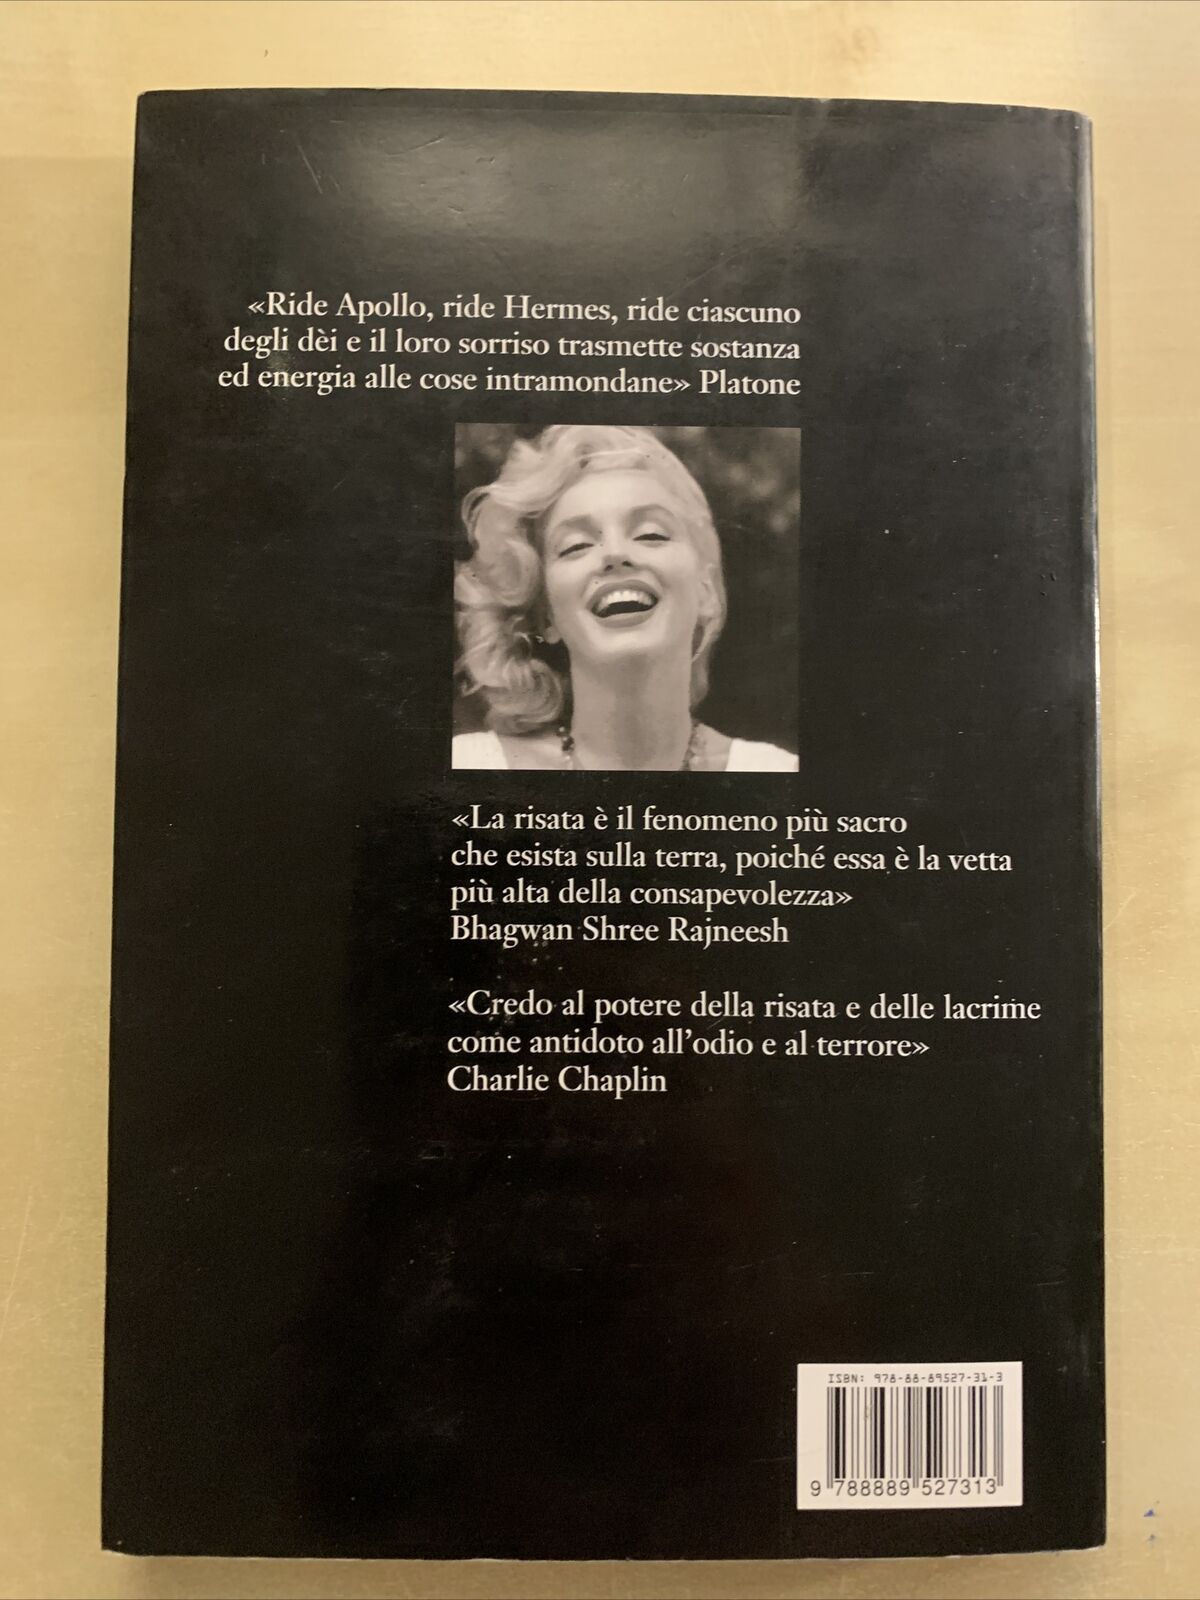 «Ride Apollo, ride Hermes, ride ciascuno
degli dèi e il loro sorriso trasmette sostanza
ed energia alle cose intramondane» Platone
«La risata è il fenomeno più sacro
che esista sulla terra, poiché essa è la vetta
più alta della consapevolezza»
Bhagwan Shree Rajneesh
«Credo al potere della risata e delle lacrime
come antidoto all'odio e al terrore»
Charlie Chaplin
ISBN: 978-88-89527-31-3
9 788889 527313